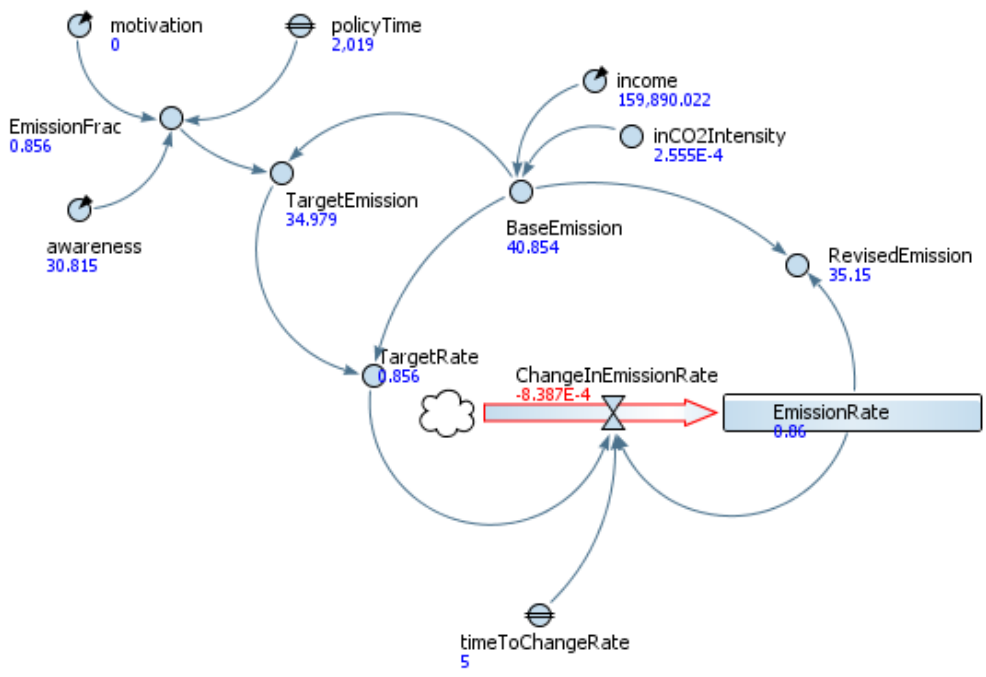 motivation
0
policyTime
2,019
income
159,890.022
EmissionFrac
0.856
inCO2Intensity
2.555E-4
TargetEmission
34.979
BaseEmission
40.854
awareness
30.815
RevisedEmission
35.15
TargetRate
0.856
ChangeInEmissionRate
-8.387E-4
EmissionRate
0.86
timeToChangeRate
5